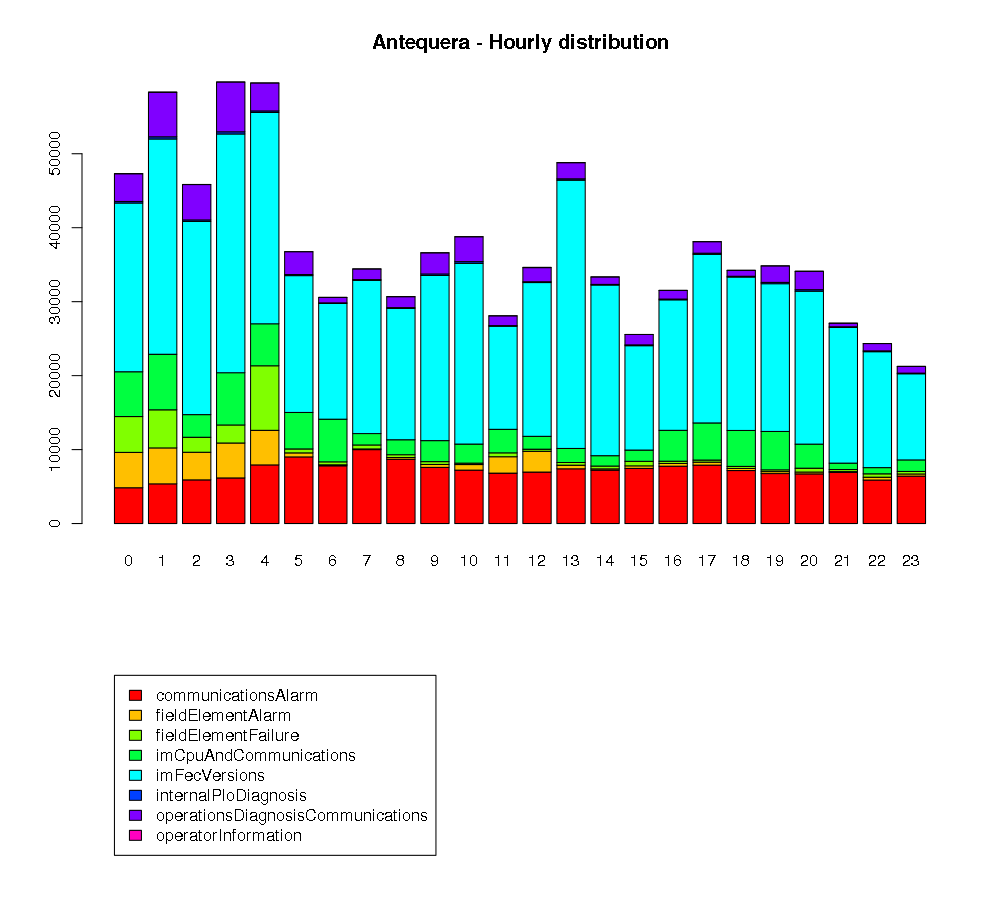 Antequera - Hourly distribution
50000
40000
30000
20000
10000
0
0 1 2 3 4 5 6 7 8 9 10 11 12 13 14 15 16 17 18 19 20 21 22 23
communicationsAlarm
fieldElementAlarm
fieldElementFailure
imCpuAndCommunications
imFecVersions
internalPloDiagnosis
operationsDiagnosisCommunications
operatorInformation